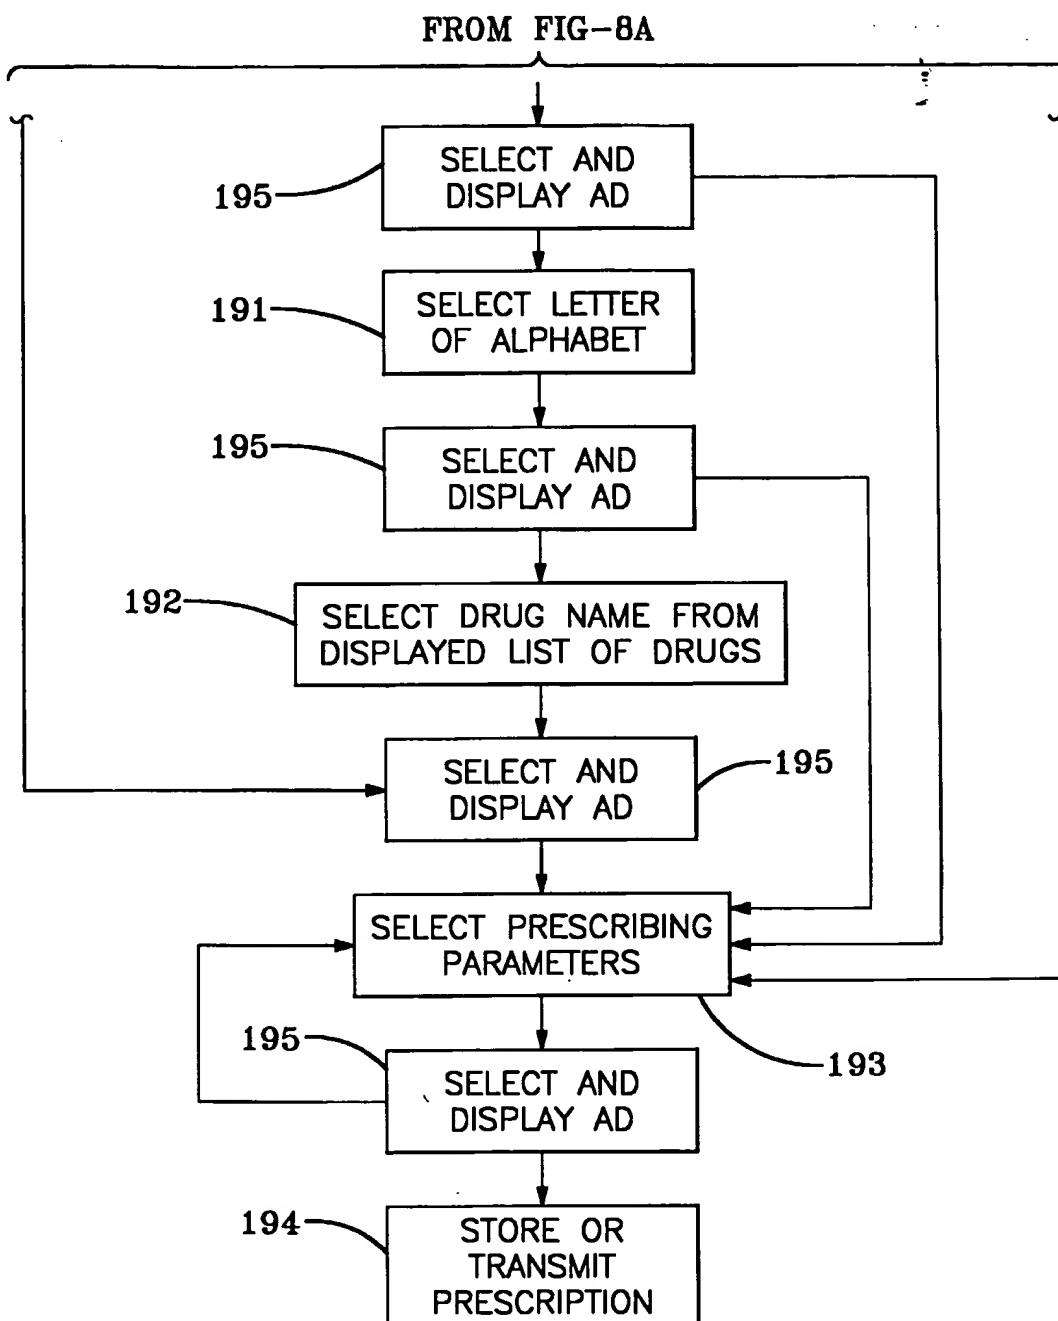 FROM FIG-8A
195
SELECT AND
DISPLAY AD
191
SELECT LETTER
OF ALPHABET
195
SELECT AND
DISPLAY AD
192
SELECT DRUG NAME FROM
DISPLAYED LIST OF DRUGS
SELECT AND
DISPLAY AD
195
SELECT PRESCRIBING
PARAMETERS
193
195
SELECT AND
DISPLAY AD
194
STORE OR
TRANSMIT
PRESCRIPTION